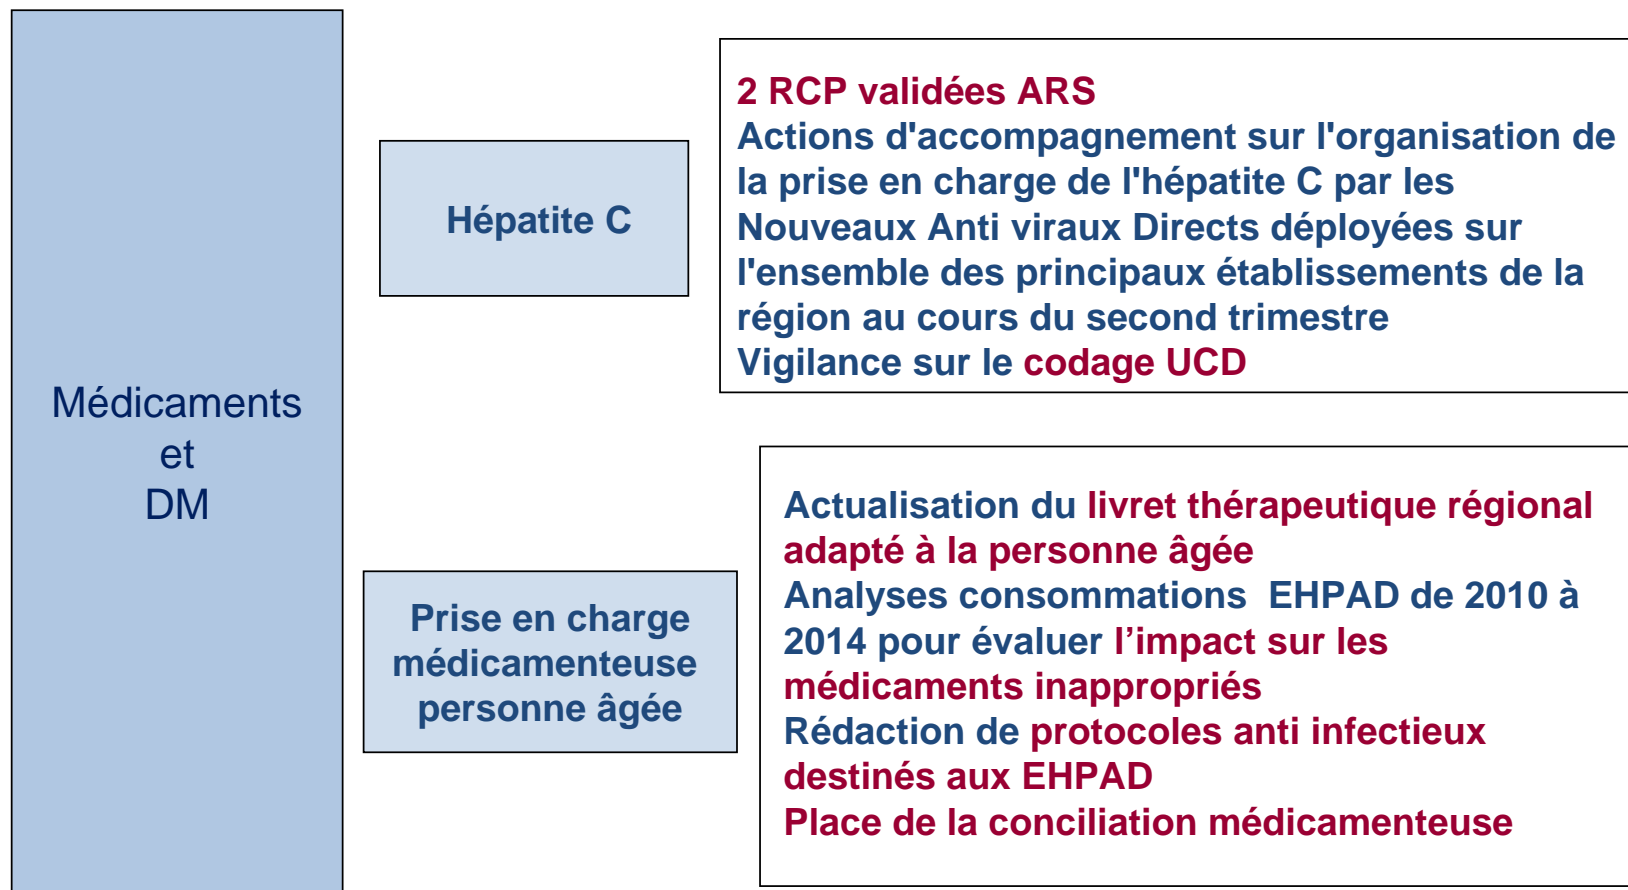 Médicaments
et
DM
Hépatite C
2 RCP validées ARS
Actions d'accompagnement sur l'organisation de
la prise en charge de l'hépatite C par les
Nouveaux Anti viraux Directs déployées sur
l'ensemble des principaux établissements de la
région au cours du second trimestre
Vigilance sur le codage UCD
Prise en charge
médicamenteuse
personne âgée
Actualisation du livret thérapeutique régional
adapté à la personne âgée
Analyses consommations  EHPAD de 2010 à
2014 pour évaluer l’impact sur les
médicaments inappropriés
Rédaction de protocoles anti infectieux
destinés aux EHPAD
Place de la conciliation médicamenteuse